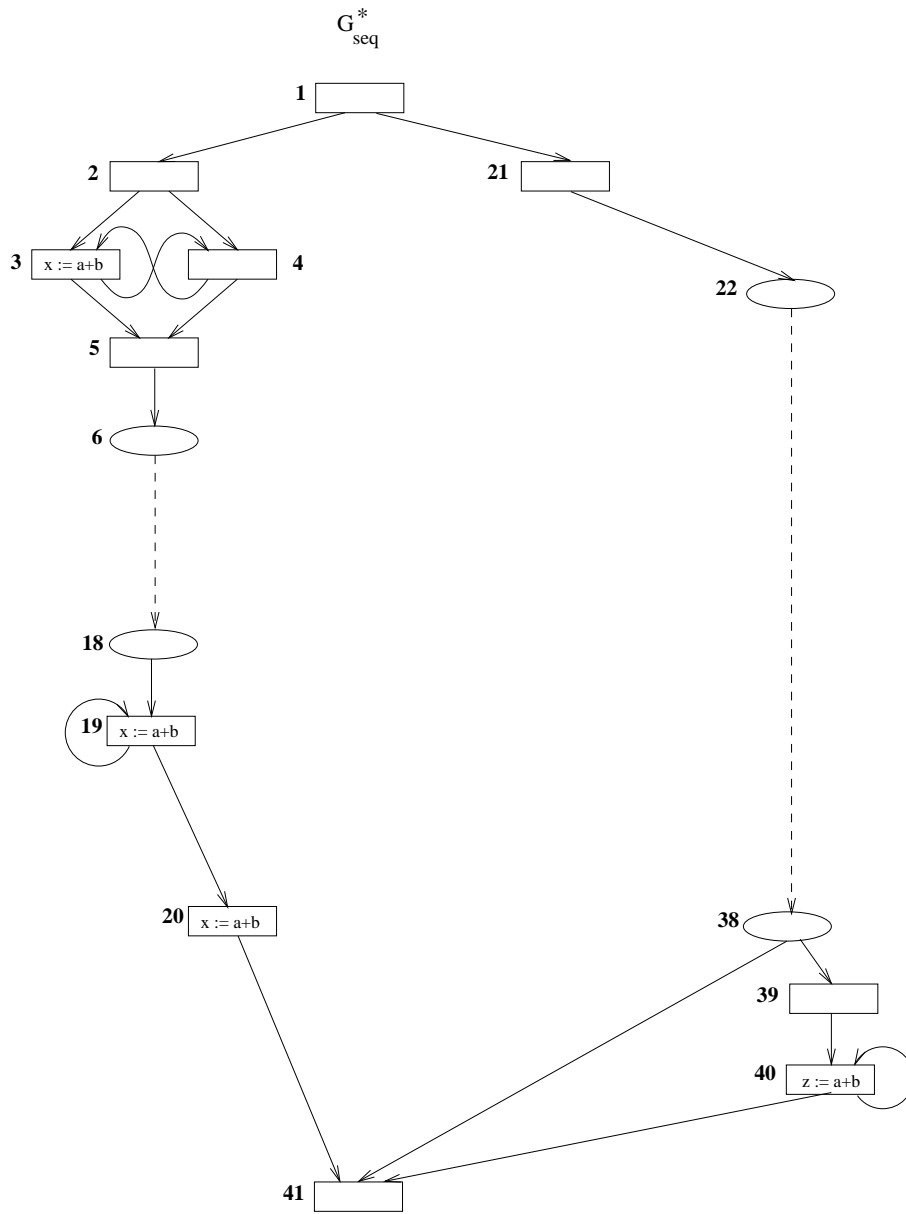 G*seq
1
2
21
3 x := a+b 4
22
5
6
18
19 x := a+b
20 x := a+b
38
39
40 z := a+b
41